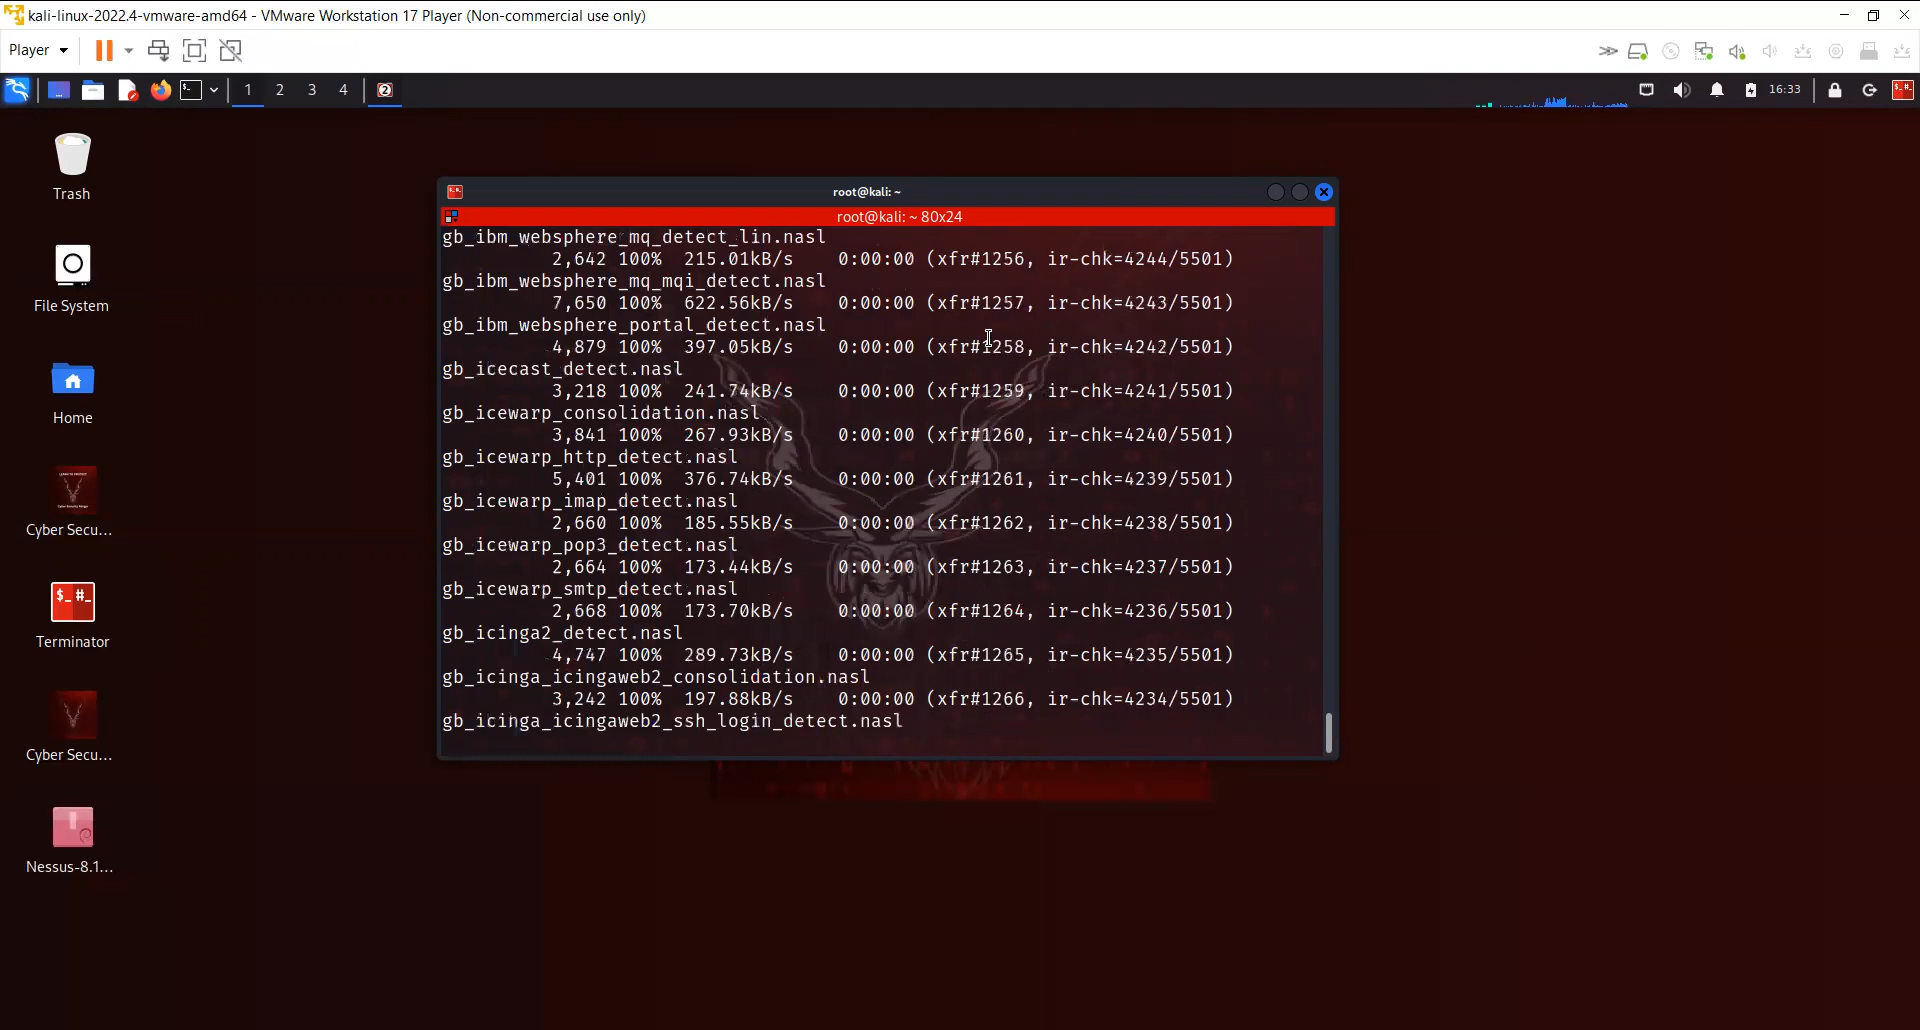 kali-linux-2022.4-vmware-amd64 - VMware Workstation 17 Player (Non-commercial use only)
Player
1 2 3 4
16:33
Trash
File System
Home
Cyber Secu...
Terminator
Cyber Secu...
Nessus-8.1...
root@kali: ~
root@kali: ~ 80x24
gb_ibm_websphere_mq_detect_lin.nasl
2,642 100% 215.01kB/s 0:00:00 (xfr#1256, ir-chk=4244/5501)
gb_ibm_websphere_mq_mqi_detect.nasl
7,650 100% 622.56kB/s 0:00:00 (xfr#1257, ir-chk=4243/5501)
gb_ibm_websphere_portal_detect.nasl
4,879 100% 397.05kB/s 0:00:00 (xfr#1258, ir-chk=4242/5501)
gb_icecast_detect.nasl
3,218 100% 241.74kB/s 0:00:00 (xfr#1259, ir-chk=4241/5501)
gb_icewarp_consolidation.nasl
3,841 100% 267.93kB/s 0:00:00 (xfr#1260, ir-chk=4240/5501)
gb_icewarp_http_detect.nasl
5,401 100% 376.74kB/s 0:00:00 (xfr#1261, ir-chk=4239/5501)
gb_icewarp_imap_detect.nasl
2,660 100% 185.55kB/s 0:00:00 (xfr#1262, ir-chk=4238/5501)
gb_icewarp_pop3_detect.nasl
2,664 100% 173.44kB/s 0:00:00 (xfr#1263, ir-chk=4237/5501)
gb_icewarp_smtp_detect.nasl
2,668 100% 173.70kB/s 0:00:00 (xfr#1264, ir-chk=4236/5501)
gb_icinga2_detect.nasl
4,747 100% 289.73kB/s 0:00:00 (xfr#1265, ir-chk=4235/5501)
gb_icinga_icingaweb2_consolidation.nasl
3,242 100% 197.88kB/s 0:00:00 (xfr#1266, ir-chk=4234/5501)
gb_icinga_icingaweb2_ssh_login_detect.nasl